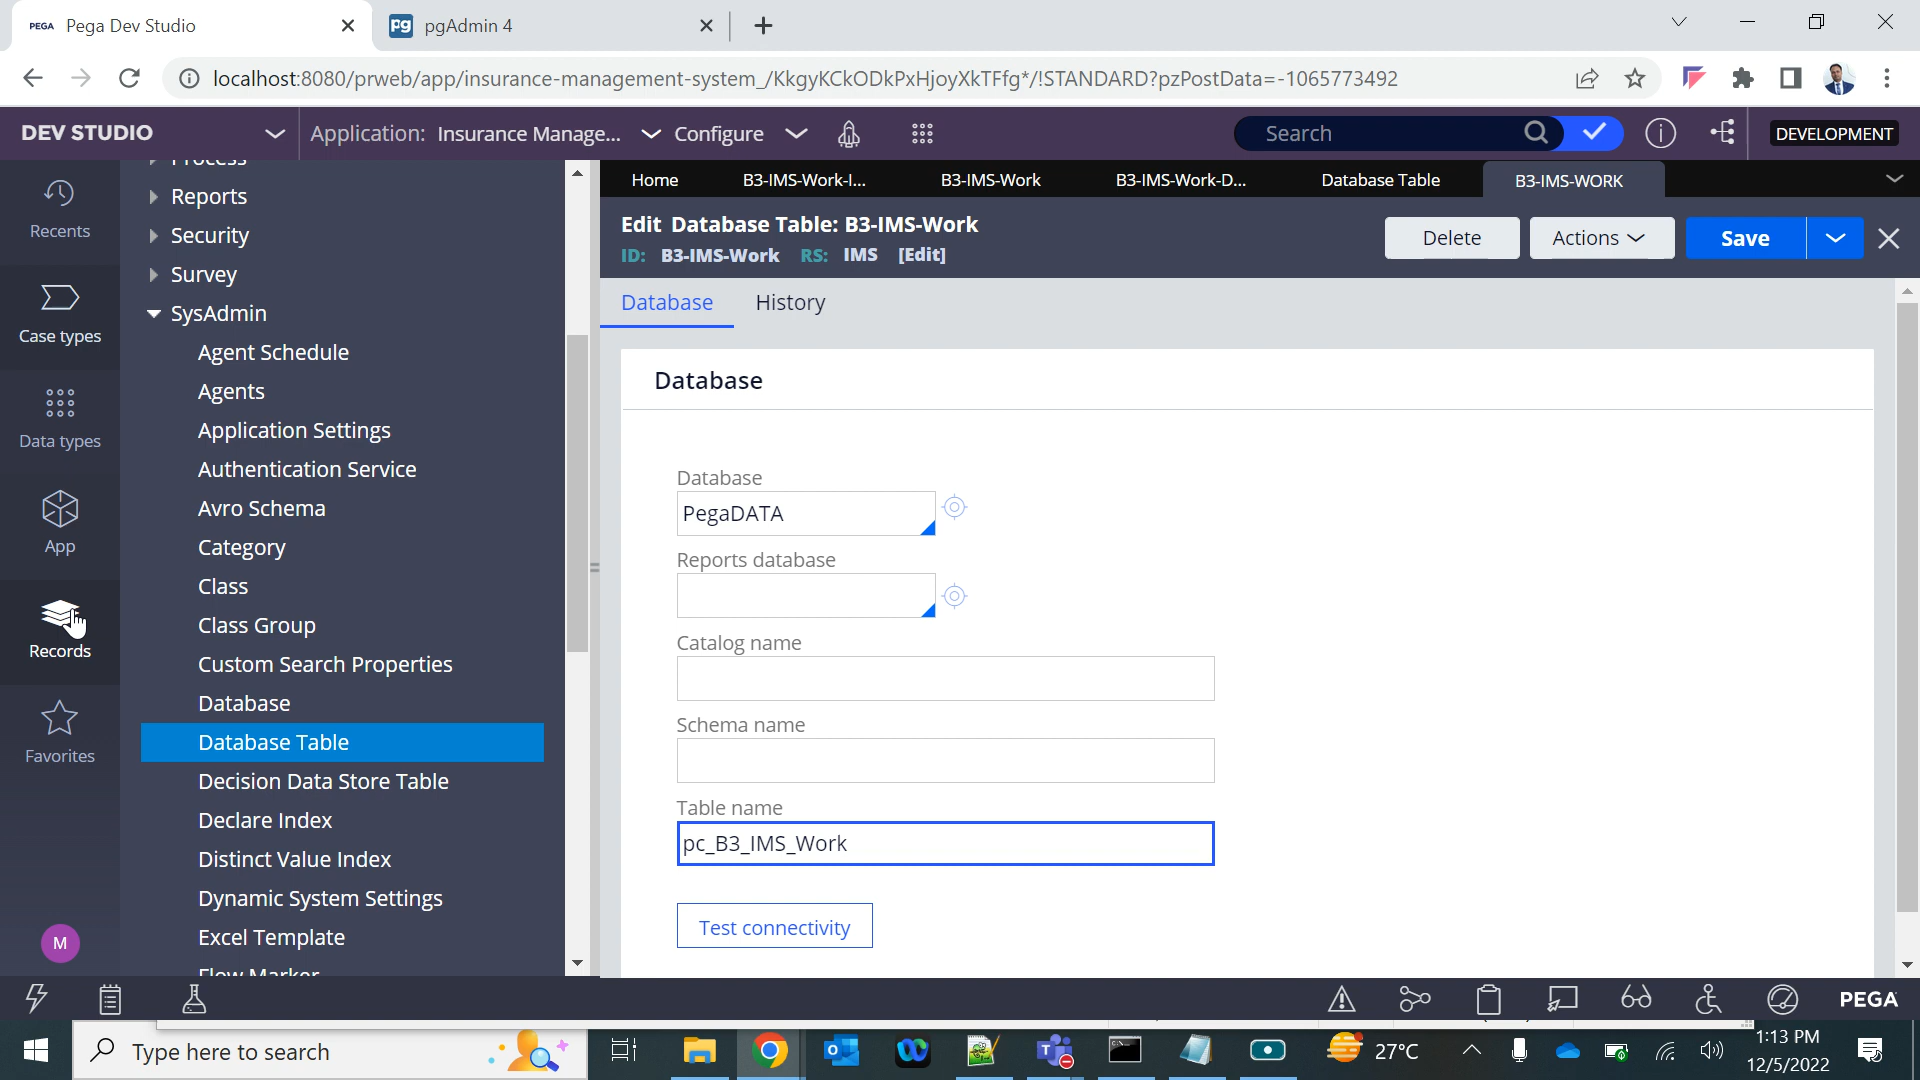 PEGA Pega Dev Studio
pg pgAdmin 4
localhost:8080/prweb/app/insurance-management-system_/KkgyKCkODkPxHjoyXkTFfg*/!STANDARD?pzPostData=-1065773492
DEV STUDIO
Application: Insurance Manage...
Configure
Search
DEVELOPMENT
Recents
Case types
Data types
App
Records
Favorites
M
Process
Reports
Security
Survey
SysAdmin
Agent Schedule
Agents
Application Settings
Authentication Service
Avro Schema
Category
Class
Class Group
Custom Search Properties
Database
Database Table
Decision Data Store Table
Declare Index
Distinct Value Index
Dynamic System Settings
Excel Template
Flow Marker
Home
B3-IMS-Work-I...
B3-IMS-Work
B3-IMS-Work-D...
Database Table
B3-IMS-WORK
Edit Database Table: B3-IMS-Work
ID: B3-IMS-Work RS: IMS [Edit]
Delete
Actions
Save
Database
History
Database
Database
PegaDATA
Reports database
Catalog name
Schema name
Table name
pc_B3_IMS_Work
Test connectivity
PEGA
Type here to search
27°C
1:13 PM
12/5/2022